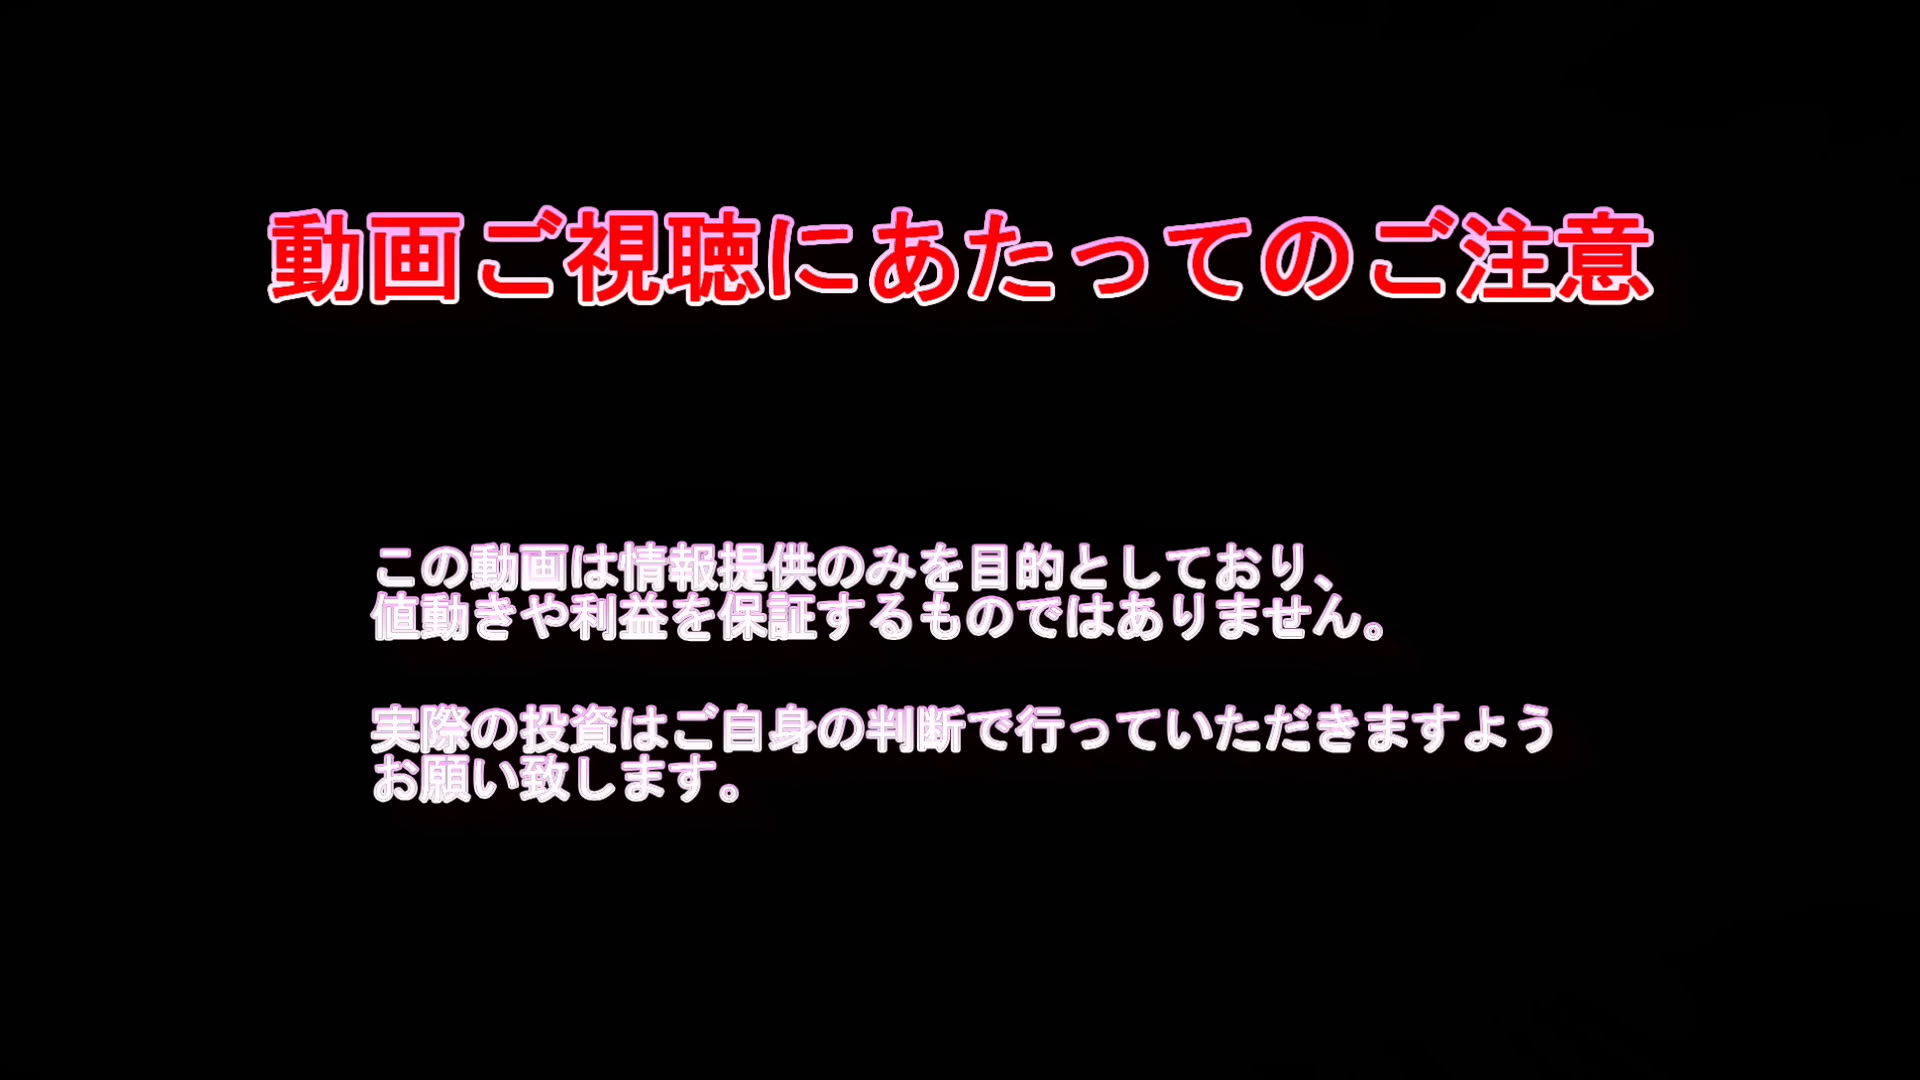 動画ご視聴にあたってのご注意
この動画は情報提供のみを目的としており、
値動きや利益を保証するものではありません。
実際の投資はご自身の判断で行っていただきますよう
お願い致します。